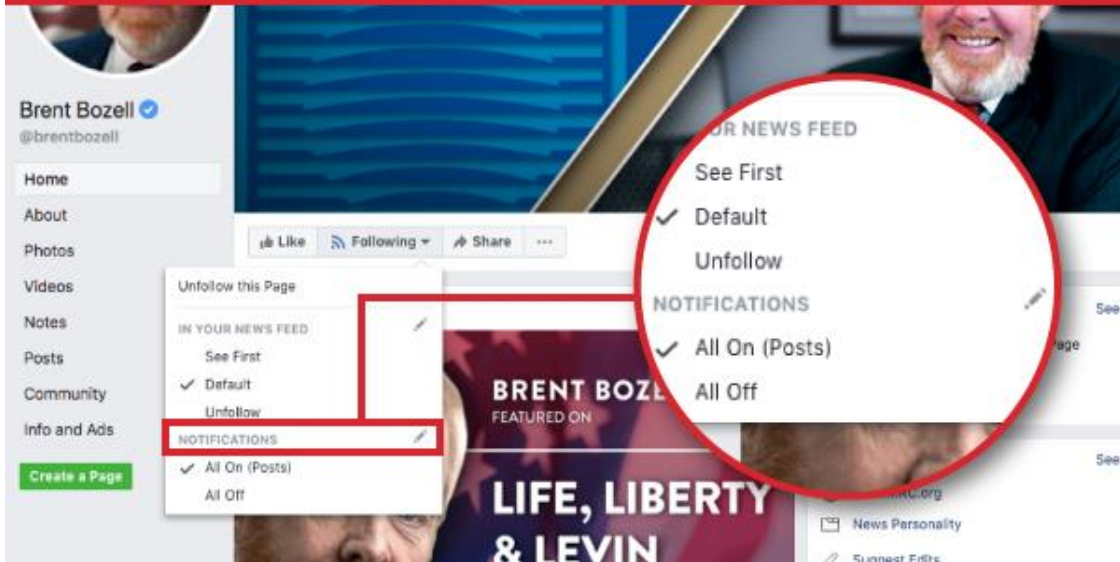 Brent Bozell
@brentbozell
Home
About
Photos
Videos
Notes
Posts
Community
Info and Ads
Create a Page
Like
Following
Share
Unfollow this Page
IN YOUR NEWS FEED
See First
Default
Unfollow
NOTIFICATIONS
All On (Posts)
All Off
BRENT BOZE
FEATURED ON
LIFE, LIBERTY
& LEVIN
R NEWS FEED
See First
Default
Unfollow
NOTIFICATIONS
All On (Posts)
All Off
See
age
See
RC.org
News Personality
Suggest Edits